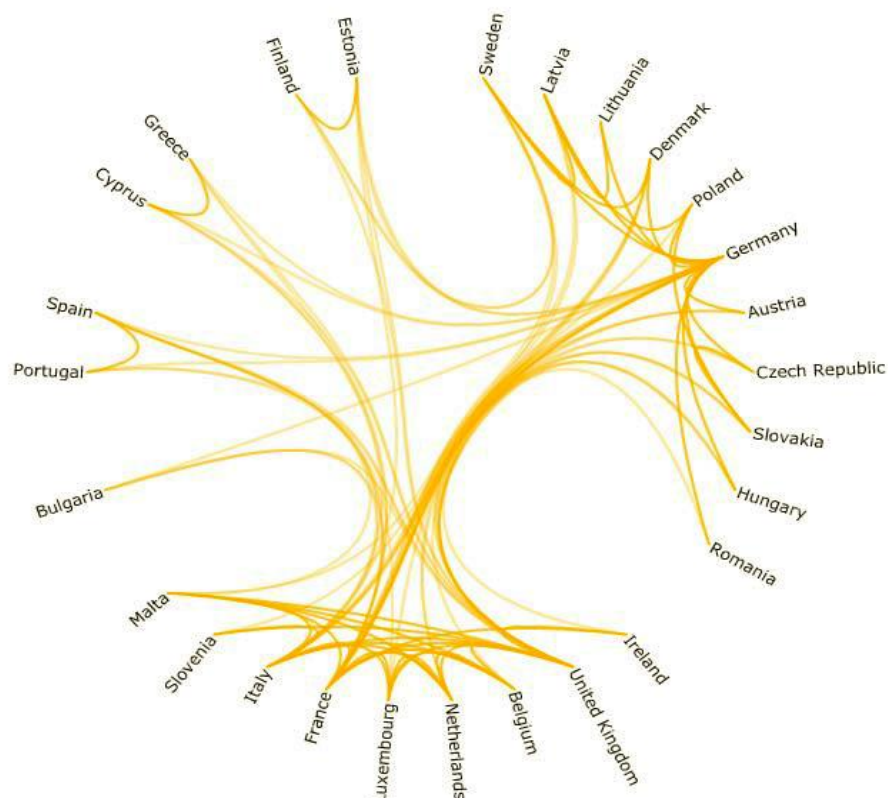 Estonia
Sweden
Finland
Latvia
Lithuania
Greece
Denmark
Cyprus
Poland
Germany
Spain
Austria
Portugal
Czech Republic
Slovakia
Bulgaria
Hungary
Romania
Malta
Slovenia
Italy
France
Luxembourg
Netherlands
Belgium
United Kingdom
Ireland